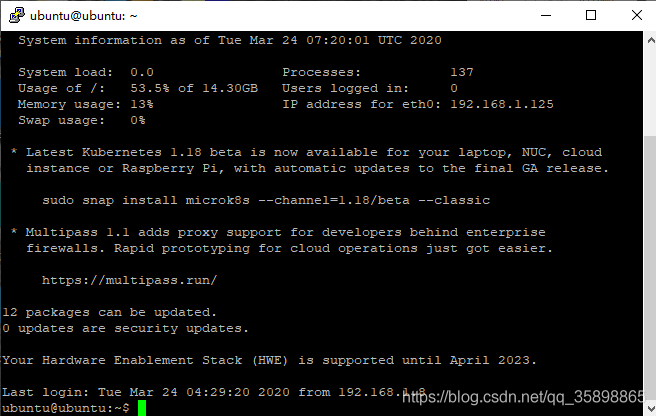 ubuntu@ubuntu: ~
System information as of Tue Mar 24 07:20:01 UTC 2020
System load:  0.0                Processes:           137
Usage of /:   53.5% of 14.30GB   Users logged in:     0
Memory usage: 13%                IP address for eth0: 192.168.1.125
Swap usage:   0%
* Latest Kubernetes 1.18 beta is now available for your laptop, NUC, cloud
instance or Raspberry Pi, with automatic updates to the final GA release.
sudo snap install microk8s --channel=1.18/beta --classic
* Multipass 1.1 adds proxy support for developers behind enterprise
firewalls. Rapid prototyping for cloud operations just got easier.
https://multipass.run/
12 packages can be updated.
0 updates are security updates.
Your Hardware Enablement Stack (HWE) is supported until April 2023.
Last login: Tue Mar 24 04:29:20 2020 from 192.168.1.8
ubuntu@ubuntu:~$
https://blog.csdn.net/qq_35898865